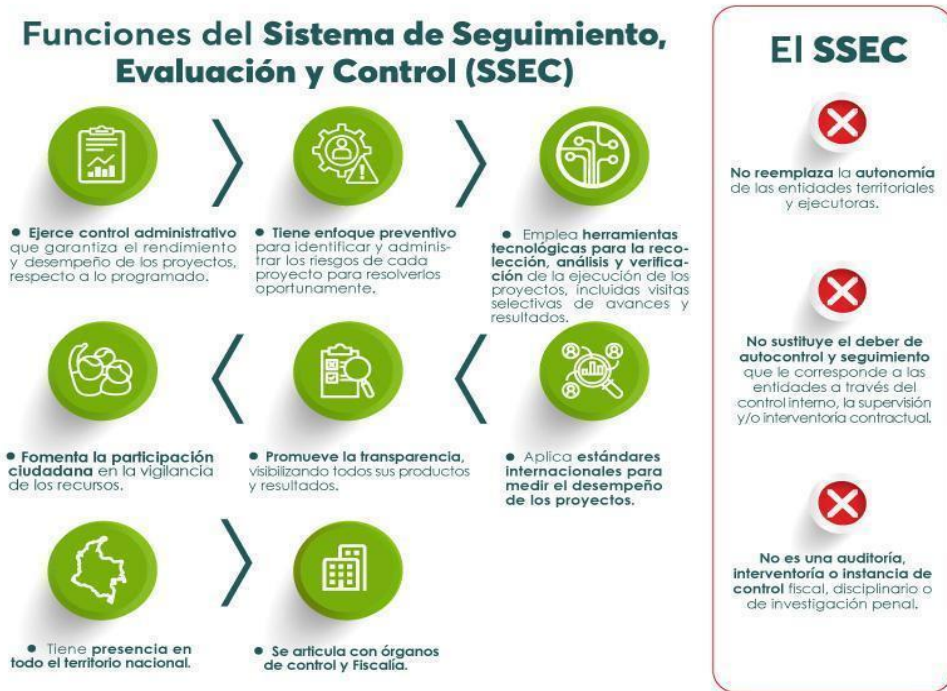 Funciones del Sistema de Seguimiento,
Evaluación y Control (SSEC)
● Ejerce control administrativo
que garantiza el rendimiento
y desempeño de los proyectos,
respecto a lo programado.
● Tiene enfoque preventivo
para identificar y adminis-
trar los riesgos de cada
proyecto para resolverlos
oportunamente.
● Emplea herramientas
tecnológicas para la reco-
lección, análisis y verifica-
ción de la ejecución de los
proyectos, incluidas visitas
selectivas de avances y
resultados.
● Fomenta la participación
ciudadana en la vigilancia
de los recursos.
● Promueve la transparencia,
visibilizando todos sus productos
y resultados.
● Aplica estándares
internacionales para
medir el desempeño
de los proyectos.
● Tiene presencia en
todo el territorio nacional.
● Se articula con órganos
de control y Fiscalía.
El SSEC
No reemplaza la autonomía
de las entidades territoriales
y ejecutoras.
No sustituye el deber de
autocontrol y seguimiento
que le corresponde a las
entidades a través del
control interno, la supervisión
y/o interventoría contractual.
No es una auditoría,
interventoría o instancia de
control fiscal, disciplinario o
de investigación penal.